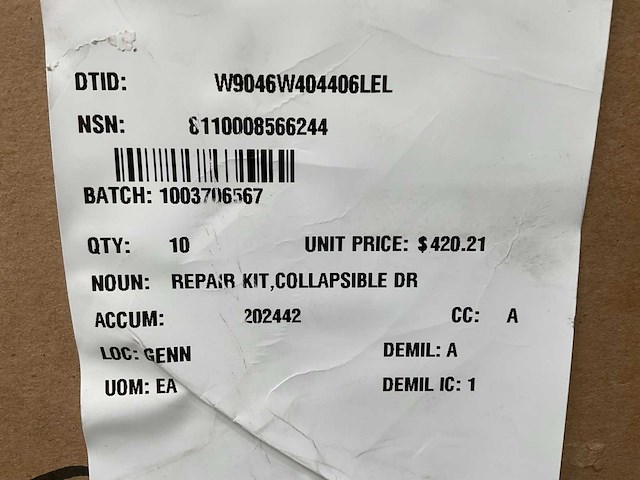 DTID: W9046W404406LEL
NSN: 8110008566244
BATCH: 1003706567
QTY: 10 UNIT PRICE: $420.21
NOUN: REPAIR KIT,COLLAPSIBLE DR
ACCUM: 202442 CC: A
LOC: GENN DEMIL: A
UOM: EA DEMIL IC: 1